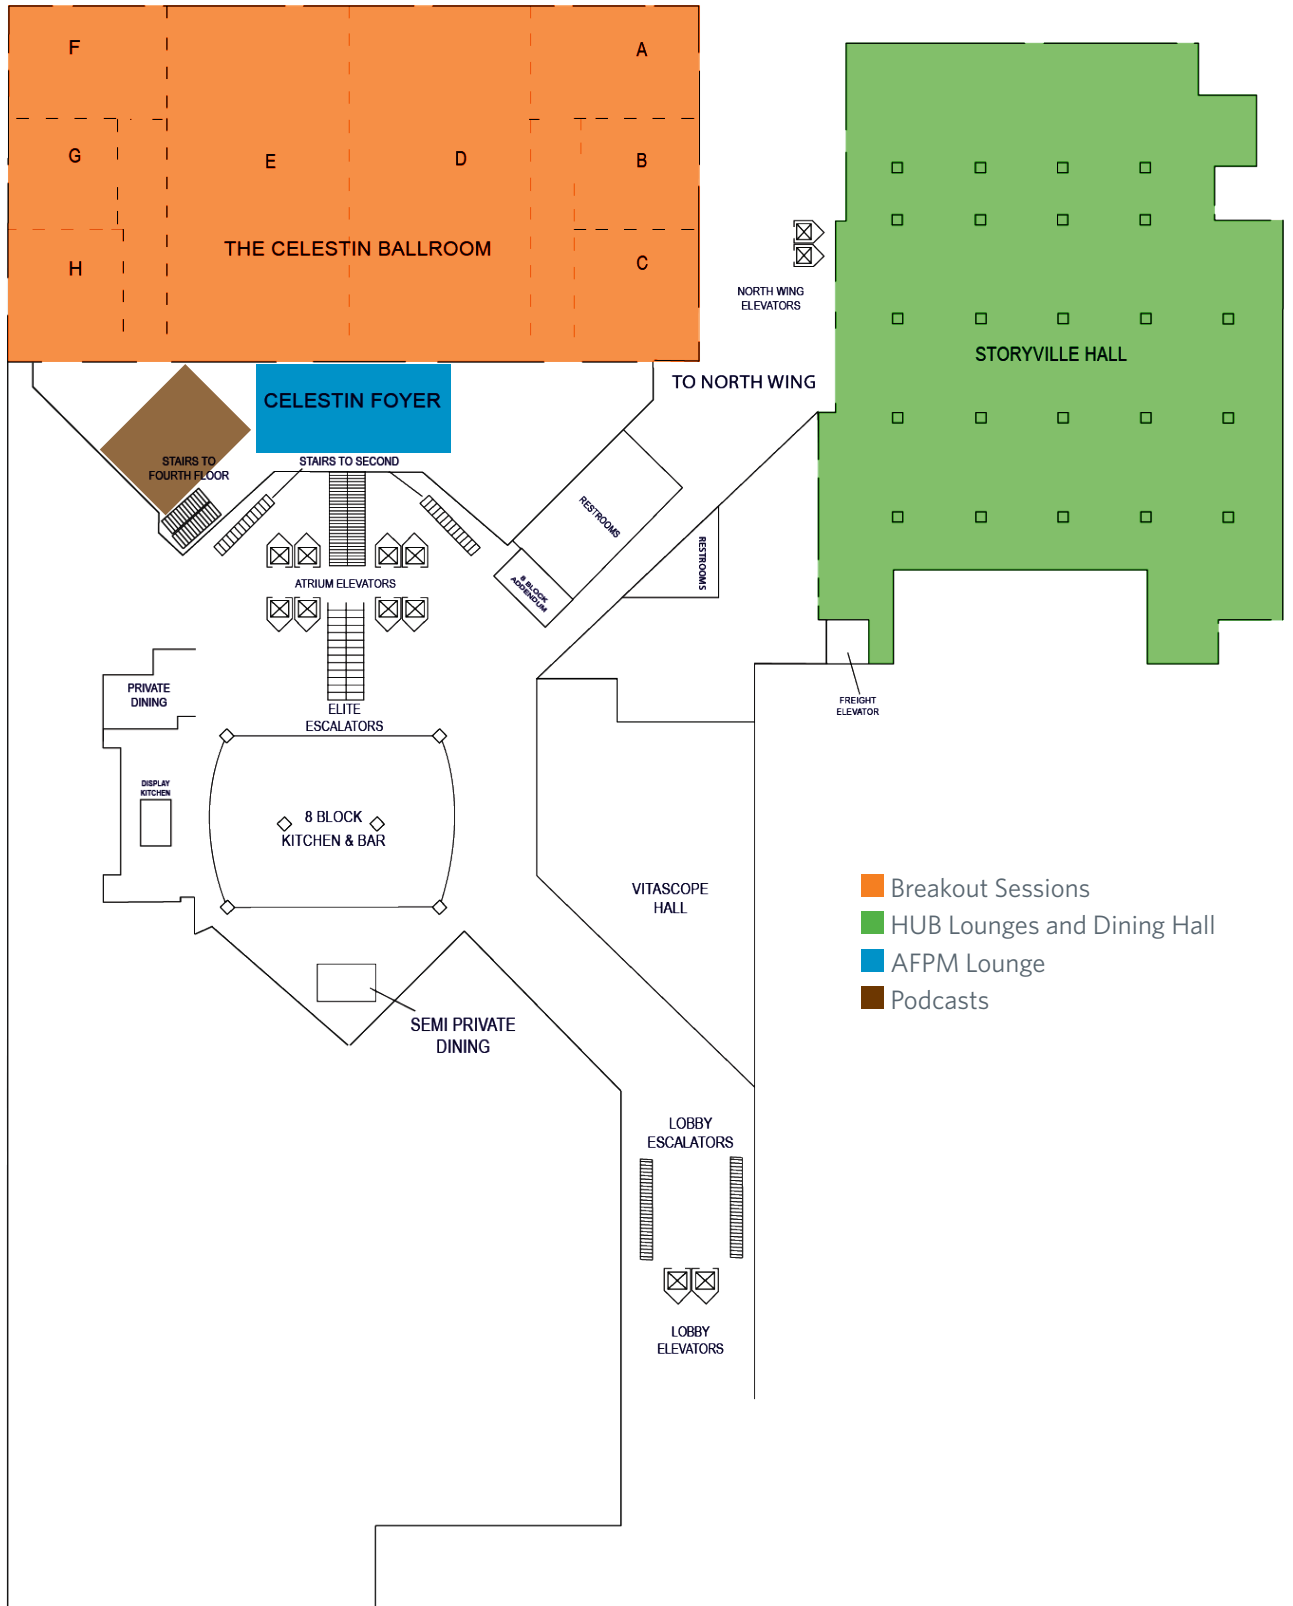 F
A
G
E
D
B
THE CELESTIN BALLROOM
H
C
NORTH WING
ELEVATORS
STORYVILLE HALL
TO NORTH WING
CELESTIN FOYER
STAIRS TO
FOURTH FLOOR
STAIRS TO SECOND
RESTROOMS
RESTROOMS
8 BLOCK
ADDENDUM
ATRIUM ELEVATORS
PRIVATE
DINING
ELITE
ESCALATORS
FREIGHT
ELEVATOR
DISPLAY
KITCHEN
8 BLOCK
KITCHEN & BAR
VITASCOPE
HALL
Breakout Sessions
HUB Lounges and Dining Hall
AFPM Lounge
Podcasts
SEMI PRIVATE
DINING
LOBBY
ESCALATORS
LOBBY
ELEVATORS